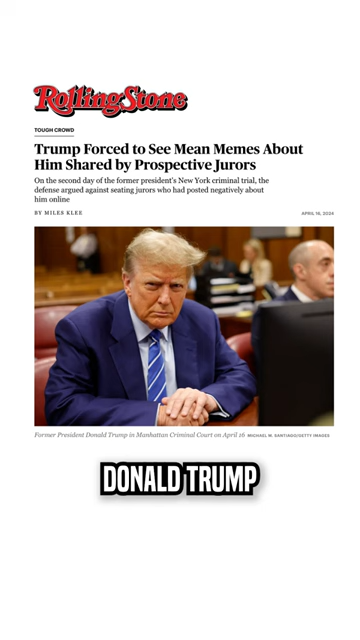 RollingStone
TOUGH CROWD
Trump Forced to See Mean Memes About
Him Shared by Prospective Jurors
On the second day of the former president's New York criminal trial, the
defense argued against seating jurors who had posted negatively about
him online
BY MILES KLEE
APRIL 16, 2024
Former President Donald Trump in Manhattan Criminal Court on April 16 MICHAEL M. SANTIAGO/GETTY IMAGES
DONALD TRUMP